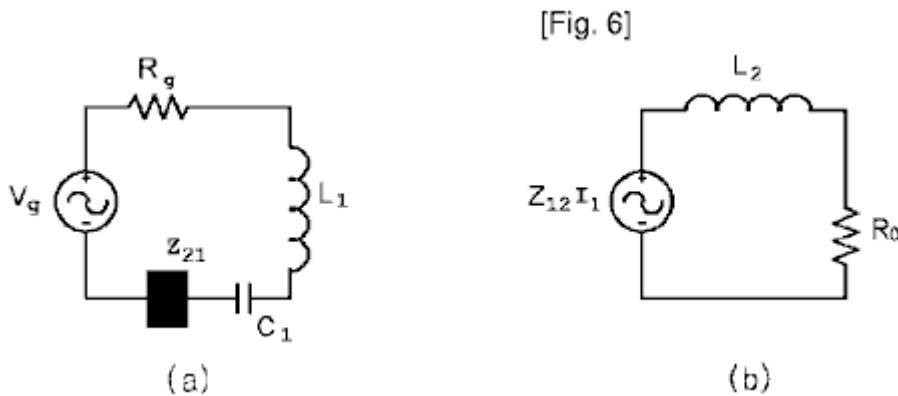 [Fig. 6]
R g
V g
L 1
Z 21
C 1
(a)
L 2
Z 12 I 1
R 0
(b)